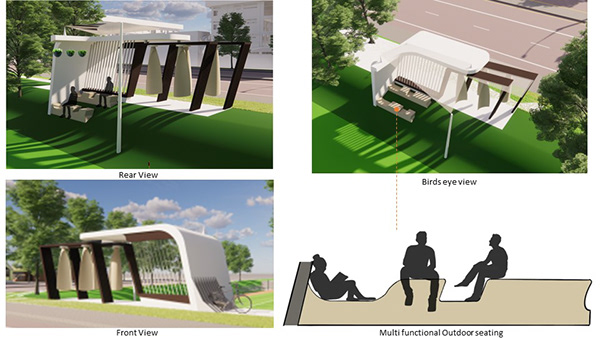 Rear View
Birds eye view
Front View
Multi functional Outdoor seating